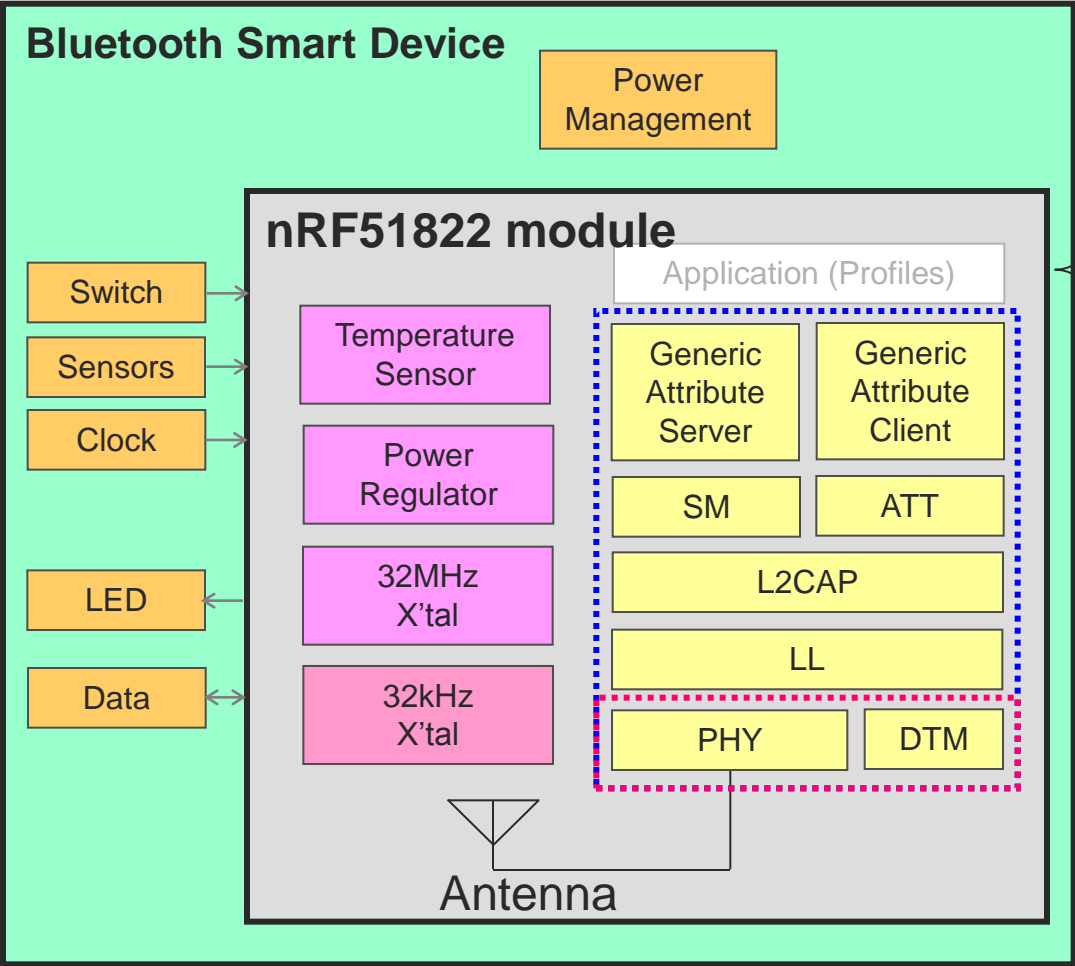 Bluetooth Smart Device
Power
Management
nRF51822 module
Application (Profiles)
Switch
Sensors
Clock
LED
Data
Temperature
Sensor
Power
Regulator
32MHz
X’tal
32kHz
X’tal
Generic
Attribute
Server
Generic
Attribute
Client
SM
ATT
L2CAP
LL
PHY
DTM
Antenna